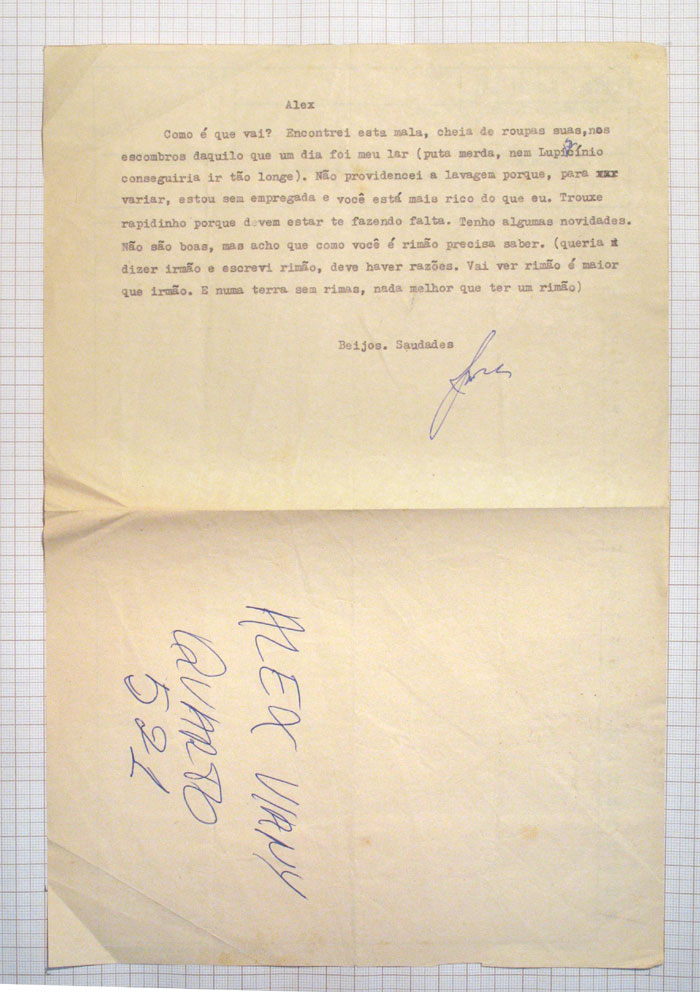 Alex
Como é que vai? Encontrei esta mala, cheia de roupas suas,nos
escombros daquilo que um dia foi meu lar (puta merda, nem Lupicínio
conseguiria ir tão longe). Não providencei a lavagem porque, para xxx
variar, estou sem empregada e você está mais rico do que eu. Trouxe
rapidinho porque devem estar te fazendo falta. Tenho algumas novidades.
Não são boas, mas acho que como você é rimão precisa saber. (queria
dizer irmão e escrevi rimão, deve haver razões. Vai ver rimão é maior
que irmão. E numa terra sem rimas, nada melhor que ter um rimão)
Beijos. Saudades
ALEX VIANY
QUARTO
521